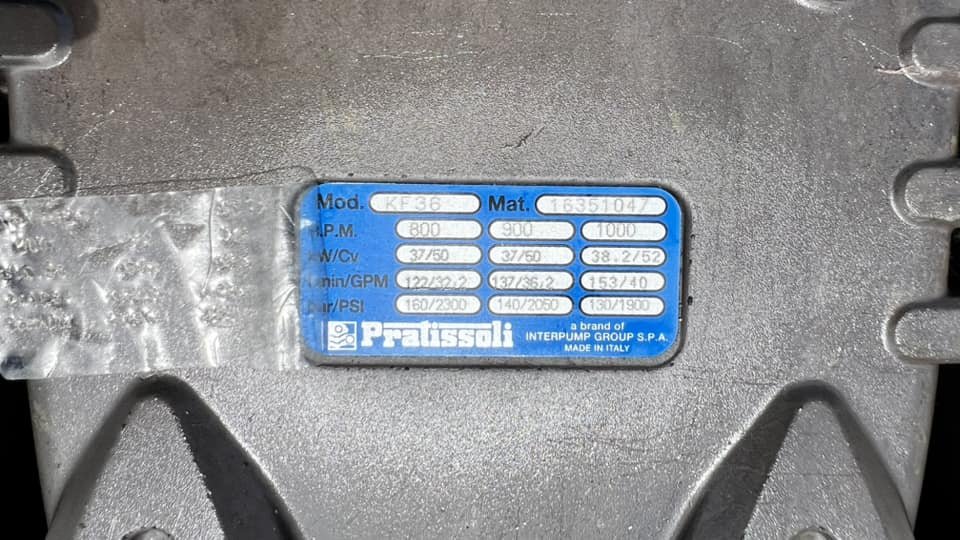 Mod. KF36 Mat. 16351047
R.P.M. 800 900 1000
kW/Cv 37/50 37/50 38.2/52
l/min/GPM 122/32,2 137/36,2 153/40
bar/PSI 160/2300 140/2050 130/1900
Pratissoli
a brand of
INTERPUMP GROUP S.P.A.
MADE IN ITALY